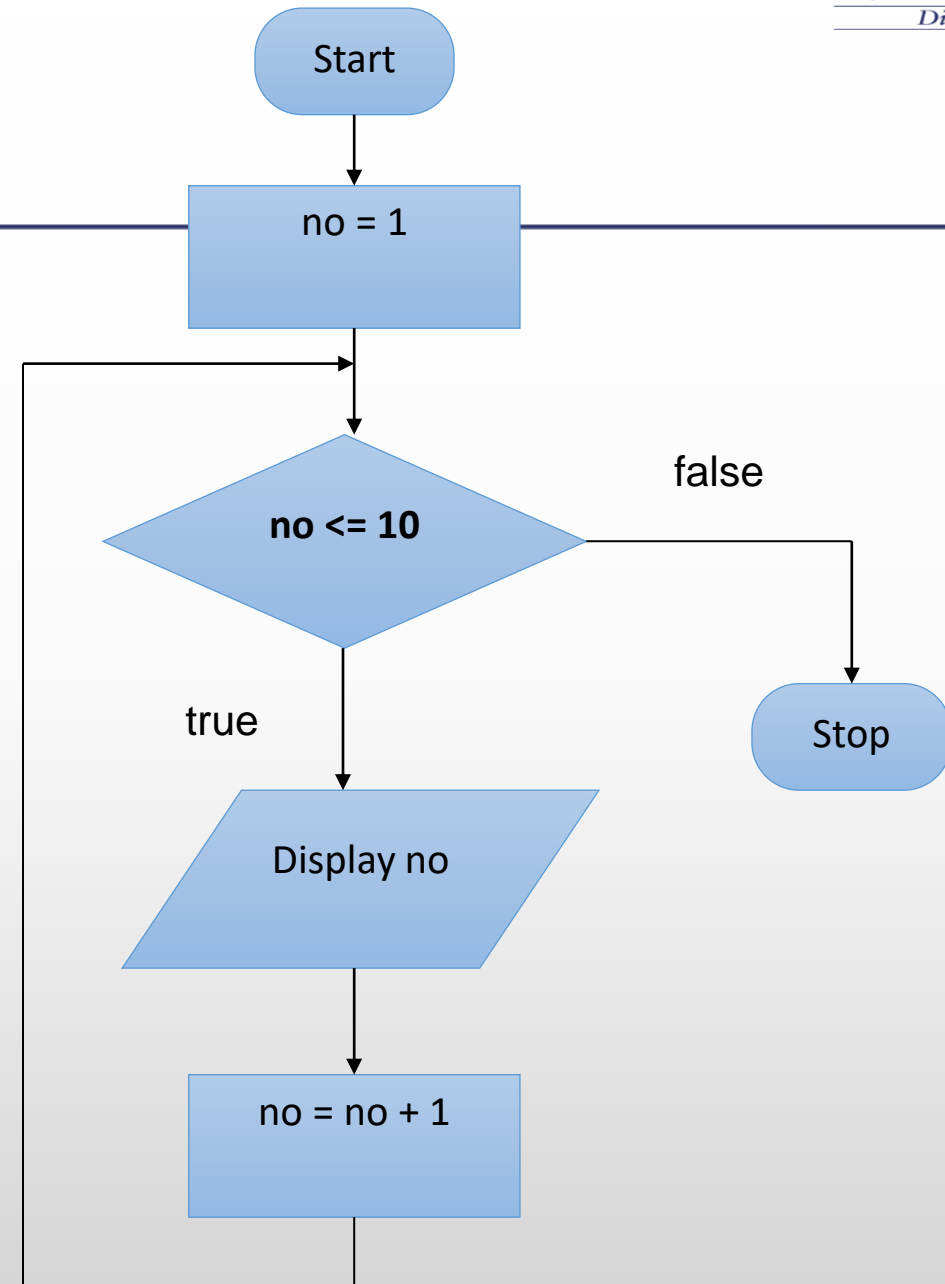 Start
no = 1
no <= 10
false
true
Stop
Display no
no = no + 1